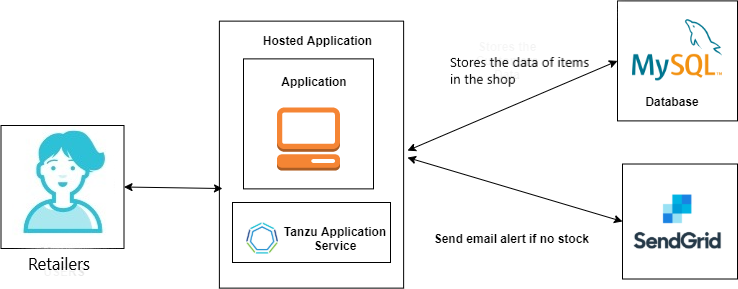 Hosted Application
Application
Tanzu Application
Service
Retailers
Stores the
Stores the data of items
in the shop
MySQL
Database
Send email alert if no stock
SendGrid